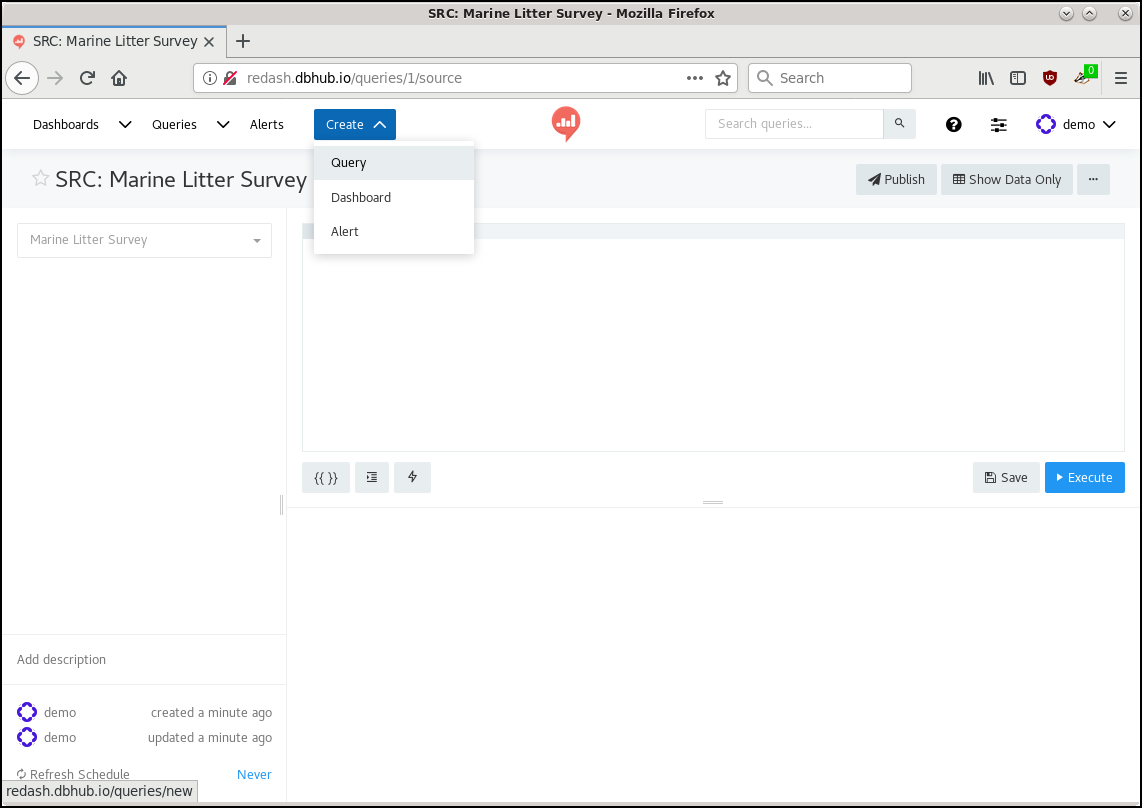 SRC: Marine Litter Survey - Mozilla Firefox
SRC: Marine Litter Survey
redash.dbhub.io/queries/1/source
Search
0
Dashboards Queries Alerts Create Search queries... demo
Query
Dashboard
Alert
SRC: Marine Litter Survey
Publish Show Data Only
Marine Litter Survey
{{ }} Save Execute
Add description
demo created a minute ago
demo updated a minute ago
Refresh Schedule Never
redash.dbhub.io/queries/new